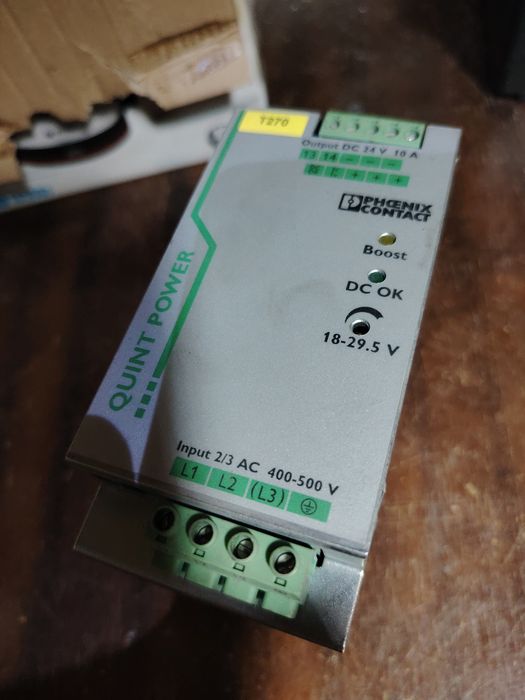 T270
Output DC 24 V 10 A
13 14 − − −
+ + +
PHŒNIX
CONTACT
Boost
DC OK
18-29.5 V
QUINT POWER
Input 2/3 AC 400-500 V
L1 L2 (L3)